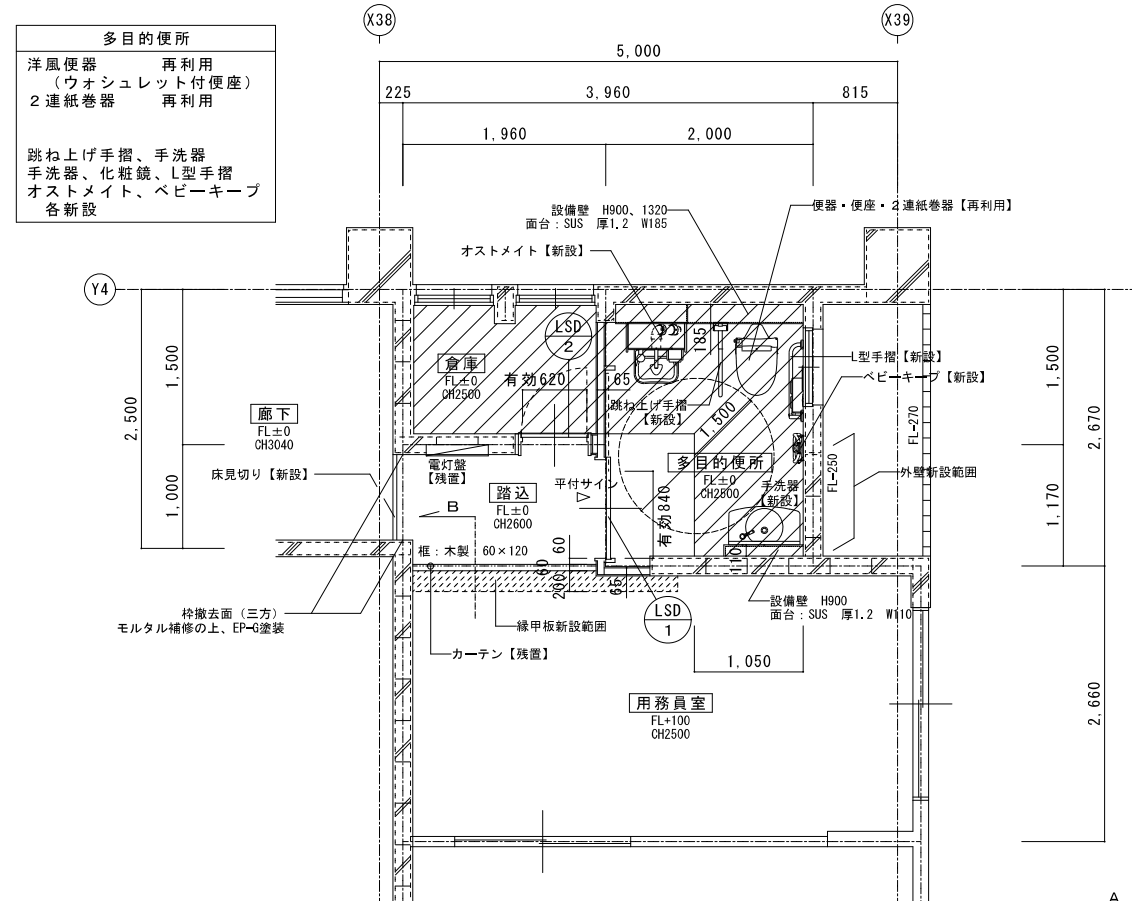 多目的便所
洋風便器 再利用
(ウォシュレット付便座)
2連紙巻器 再利用
跳ね上げ手摺、手洗器
手洗器、化粧鏡、L型手摺
オストメイト、ベビーキープ
各新設
X38
X39
5,000
225
3,960
815
1,960
2,000
設備壁 H900、1320
面台:SUS 厚1.2 W185
便器・便座・2連紙巻器【再利用】
オストメイト【新設】
Y4
LSD
2
185
倉庫
FL±0
CH2500
有効620
65
L型手摺【新設】
ベビーキープ【新設】
跳ね上げ手摺
【新設】
1,500
1,500
2,500
1,000
廊下
FL±0
CH3040
床見切り【新設】
電灯盤
【残置】
踏込
FL±0
CH2600
平付サイン
B
多目的便所
FL±0
CH2500
手洗器
【新設】
有効840
FL-270
FL-250
外壁新設範囲
1,500
1,170
2,670
2,660
框:木製 60×120
60
60
200
65
110
枠撤去面(三方)
モルタル補修の上、EP-G塗装
縁甲板新設範囲
カーテン【残置】
LSD
1
設備壁 H900
面台:SUS 厚1.2 W110
1,050
用務員室
FL+100
CH2500
A